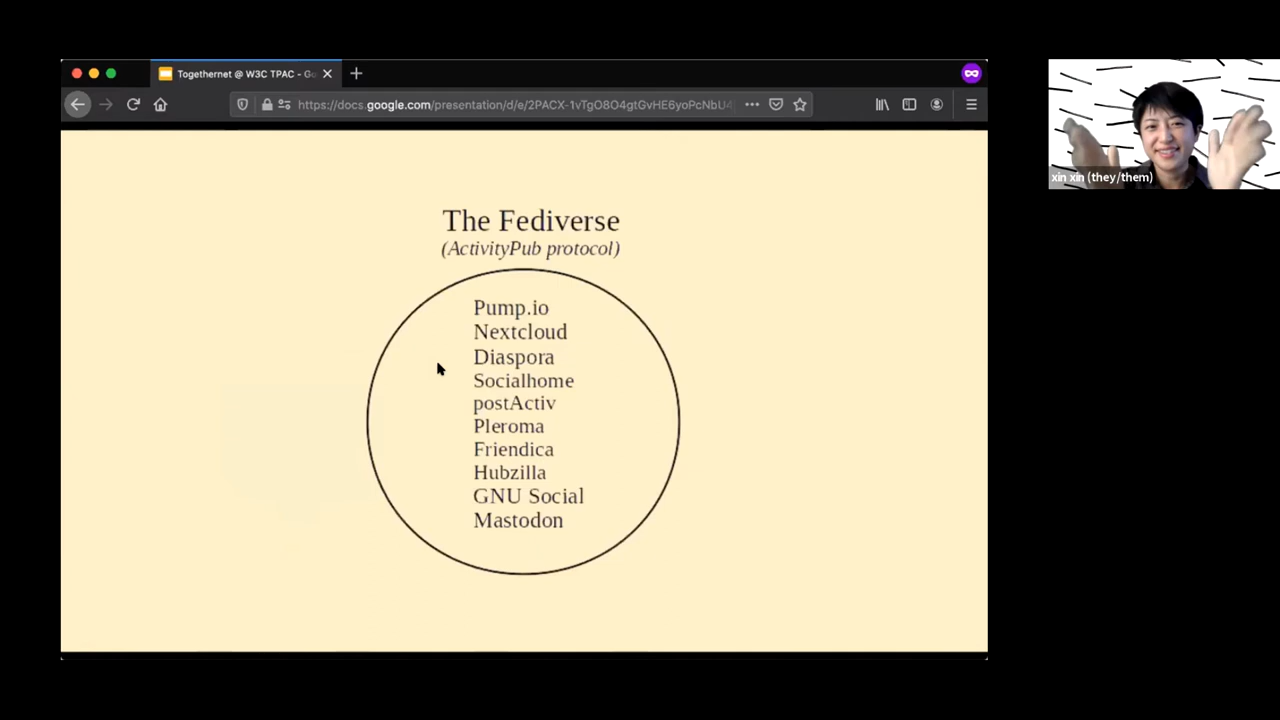 Togethernet @ W3C TPAC - Go
https://docs.google.com/presentation/d/e/2PACX-1vTgO8O4gtGvHE6yoPcNbU4
The Fediverse
(ActivityPub protocol)
Pump.io
Nextcloud
Diaspora
Socialhome
postActiv
Pleroma
Friendica
Hubzilla
GNU Social
Mastodon
xin xin (they/them)